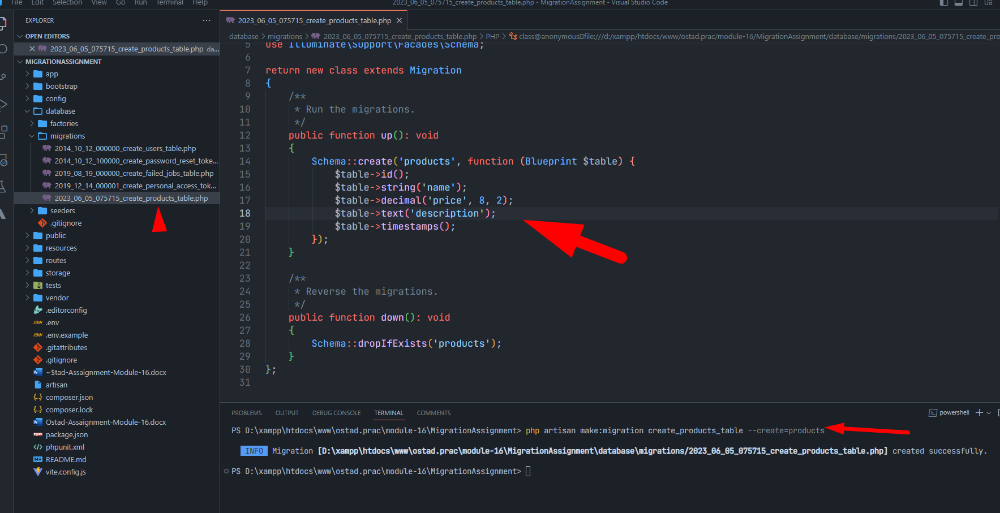 File Edit Selection View Go Run Terminal Help
2023_06_05_075715_create_products_table.php - MigrationAssignment - Visual Studio Code
EXPLORER ···
OPEN EDITORS
2023_06_05_075715_create_products_table.php da...
MIGRATIONASSIGNMENT
app
bootstrap
config
database
factories
migrations
2014_10_12_000000_create_users_table.php
2014_10_12_100000_create_password_reset_toke...
2019_08_19_000000_create_failed_jobs_table.php
2019_12_14_000001_create_personal_access_tok...
2023_06_05_075715_create_products_table.php
seeders
.gitignore
public
resources
routes
storage
tests
vendor
.editorconfig
.env
.env.example
.gitattributes
.gitignore
~$tad-Assaignment-Module-16.docx
artisan
composer.json
composer.lock
Ostad-Assaignment-Module-16.docx
package.json
phpunit.xml
README.md
vite.config.js
2023_06_05_075715_create_products_table.php
database > migrations > 2023_06_05_075715_create_products_table.php > PHP > class@anonymous file:///d:/xampp/htdocs/www/ostad.prac/module-16/MigrationAssignment/database/migrations/2023_06_05_075715_create_pro
5 use Illuminate\Support\Facades\Schema;
6
7 return new class extends Migration
8 {
9 /**
10 * Run the migrations.
11 */
12 public function up(): void
13 {
14 Schema::create('products', function (Blueprint $table) {
15 $table->id();
16 $table->string('name');
17 $table->decimal('price', 8, 2);
18 $table->text('description');
19 $table->timestamps();
20 });
21 }
22
23 /**
24 * Reverse the migrations.
25 */
26 public function down(): void
27 {
28 Schema::dropIfExists('products');
29 }
30 };
31
PROBLEMS OUTPUT DEBUG CONSOLE TERMINAL COMMENTS powershell
PS D:\xampp\htdocs\www\ostad.prac\module-16\MigrationAssignment> php artisan make:migration create_products_table --create=products
INFO Migration [D:\xampp\htdocs\www\ostad.prac\module-16\MigrationAssignment\database\migrations/2023_06_05_075715_create_products_table.php] created successfully.
PS D:\xampp\htdocs\www\ostad.prac\module-16\MigrationAssignment>